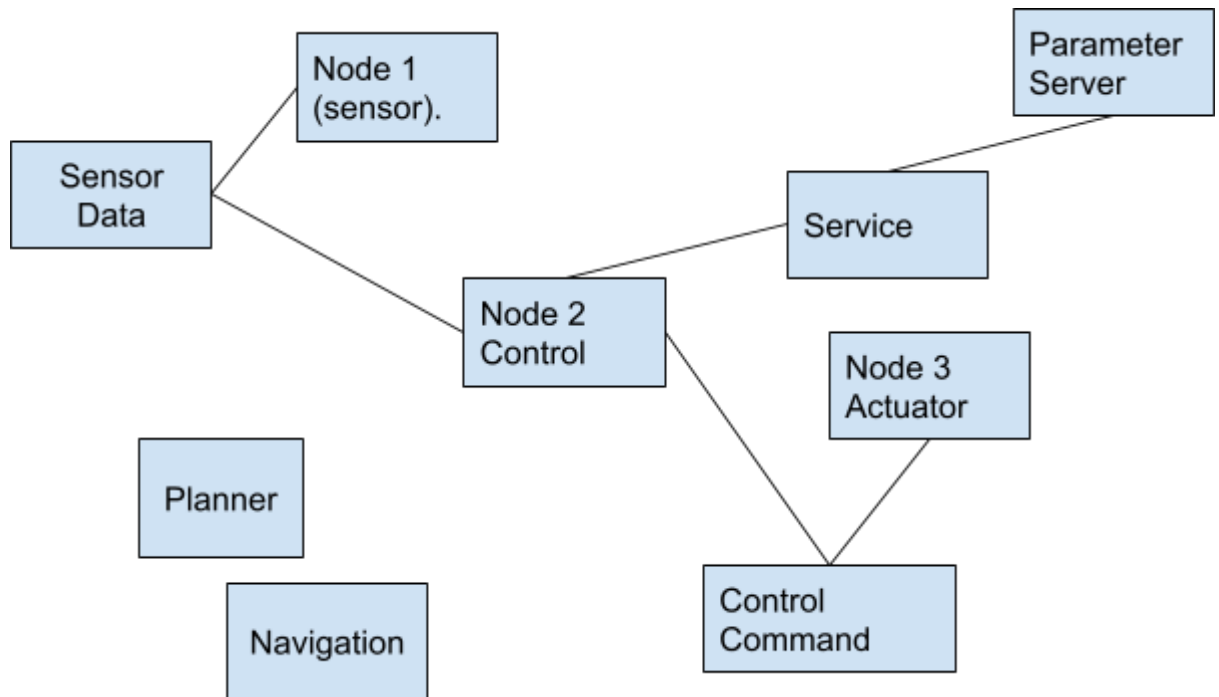 Node 1
(sensor).
Parameter
Server
Sensor
Data
Service
Node 2
Control
Node 3
Actuator
Planner
Control
Command
Navigation